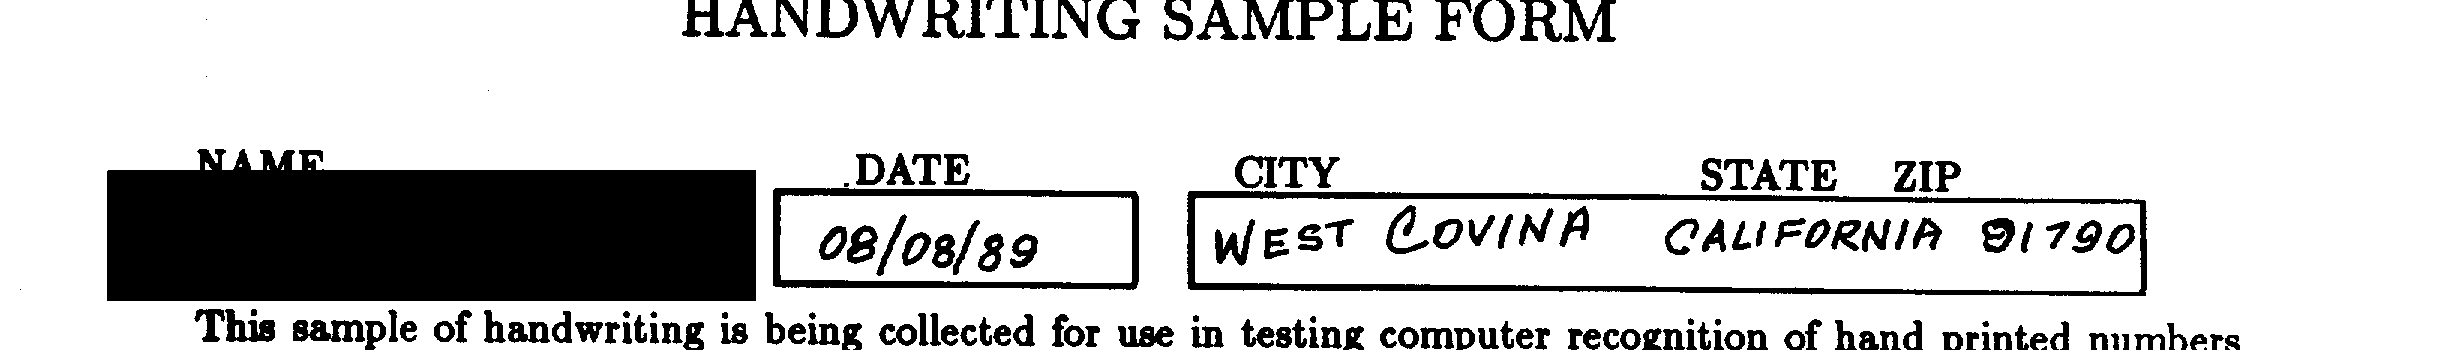 HANDWRITING SAMPLE FORM
NAME DATE CITY STATE ZIP
08/08/89 WEST COVINA CALIFORNIA 91790
This sample of handwriting is being collected for use in testing computer recognition of hand printed numbers